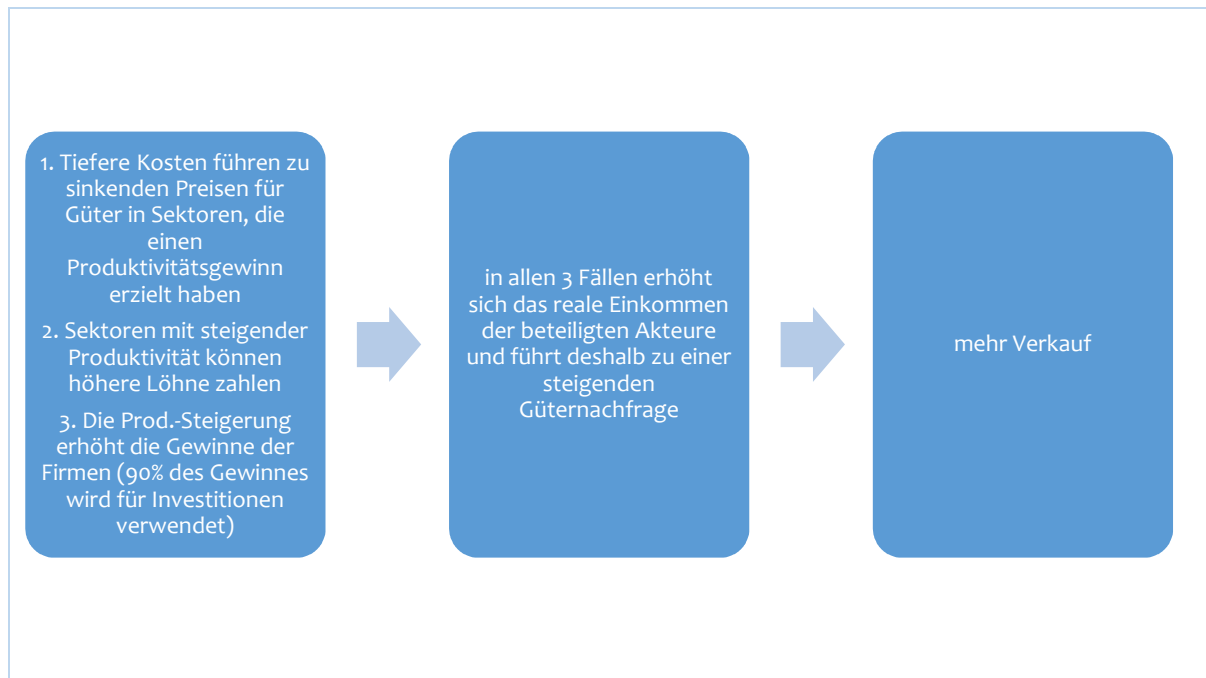 1. Tiefere Kosten führen zu
sinkenden Preisen für
Güter in Sektoren, die
einen
Produktivitätsgewinn
erzielt haben
2. Sektoren mit steigender
Produktivität können
höhere Löhne zahlen
3. Die Prod.-Steigerung
erhöht die Gewinne der
Firmen (90% des Gewinnes
wird für Investitionen
verwendet)
in allen 3 Fällen erhöht
sich das reale Einkommen
der beteiligten Akteure
und führt deshalb zu einer
steigenden
Güternachfrage
mehr Verkauf